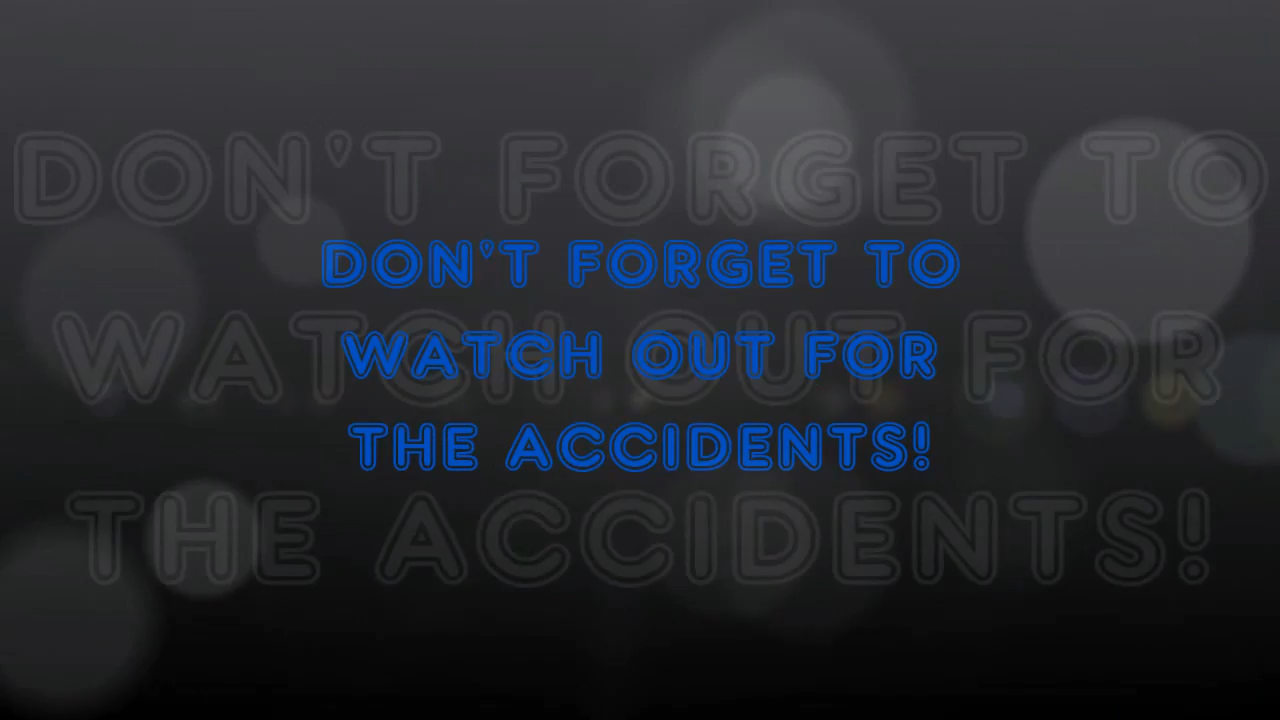 DON'T FORGET TO
DON'T FORGET TO
WATCH OUT FOR
WATCH OUT FOR
THE ACCIDENTS!
THE ACCIDENTS!